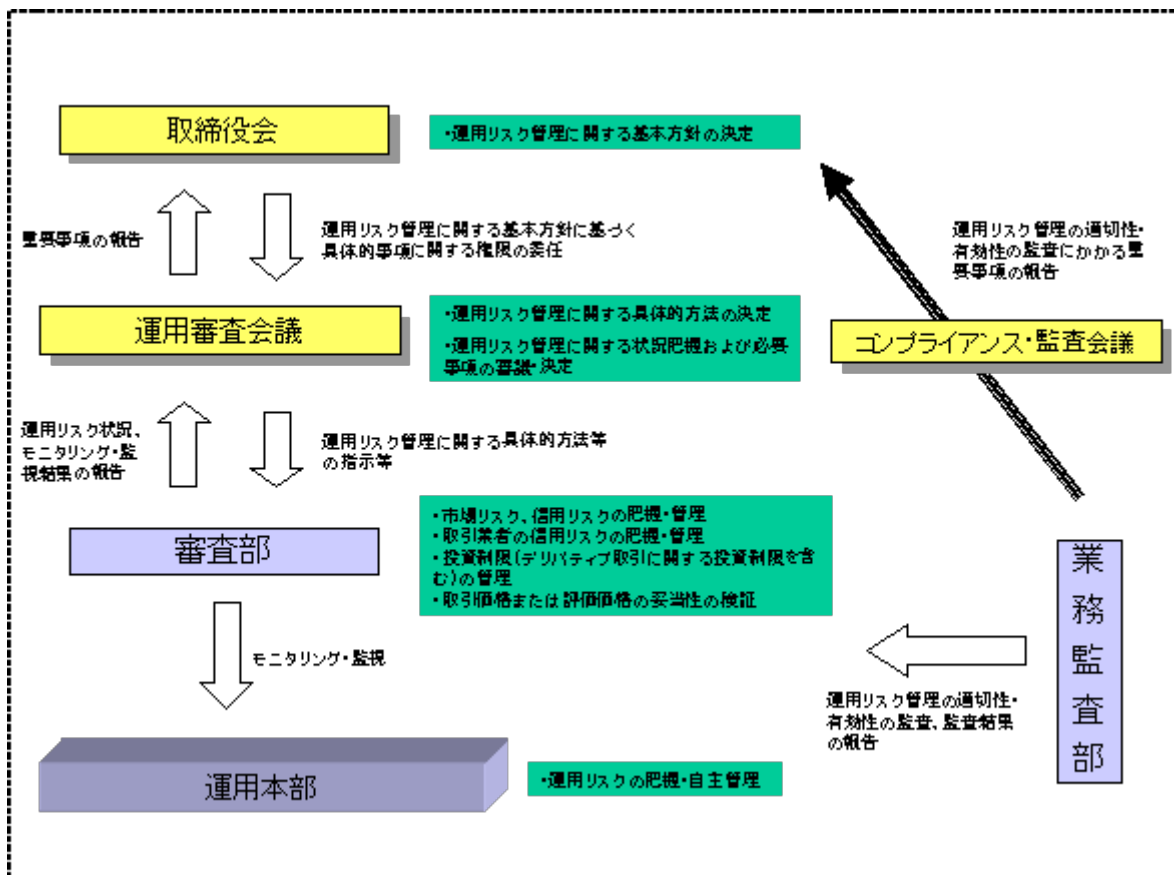 取締役会
・運用リスク管理に関する基本方針の決定
重要事項の報告
運用リスク管理に関する基本方針に基づく
具体的事項に関する権限の委任
運用リスク管理の適切性・
有効性の監査にかかる重
要事項の報告
運用審査会議
・運用リスク管理に関する具体的方法の決定
・運用リスク管理に関する状況把握および必要
事項の審議・決定
コンプライアンス・監査会議
運用リスク状況、
モニタリング・監
視結果の報告
運用リスク管理に関する具体的方法等
の指示等
審査部
・市場リスク、信用リスクの把握・管理
・取引業者の信用リスクの把握・管理
・投資制限(デリバティブ取引に関する投資制限を含
む)の管理
・取引価格または評価価格の妥当性の検証
業務監査部
モニタリング・監視
運用リスク管理の適切性・
有効性の監査、監査結果
の報告
運用本部
・運用リスクの把握・自主管理